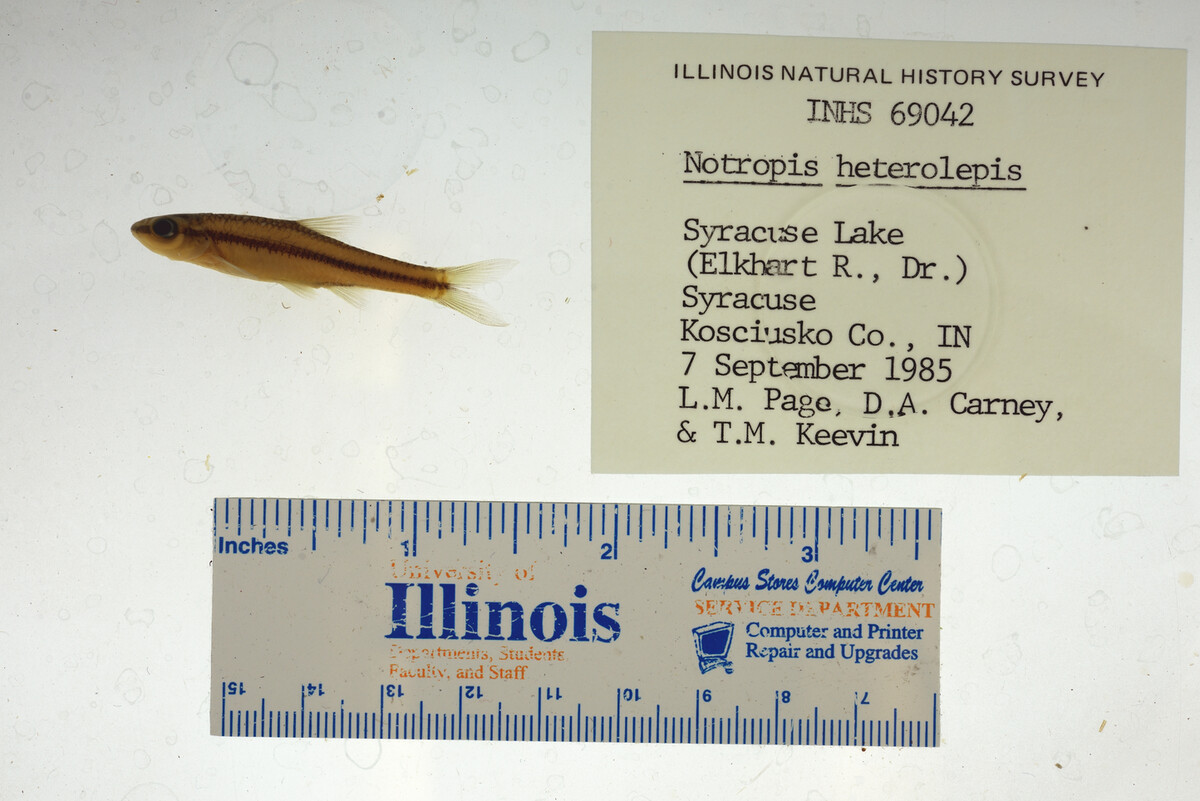 ILLINOIS NATURAL HISTORY SURVEY
INHS 69042
Notropis heterolepis
Syracuse Lake
(Elkhart R., Dr.)
Syracuse
Kosciusko Co., IN
7 September 1985
L.M. Page, D.A. Carney,
& T.M. Keevin
Inches 1 2 3
University of
Illinois
Departments, Students,
Faculty, and Staff
Campus Stores Computer Center
SERVICE DEPARTMENT
Computer and Printer
Repair and Upgrades
15 14 13 12 11 10 9 8 7